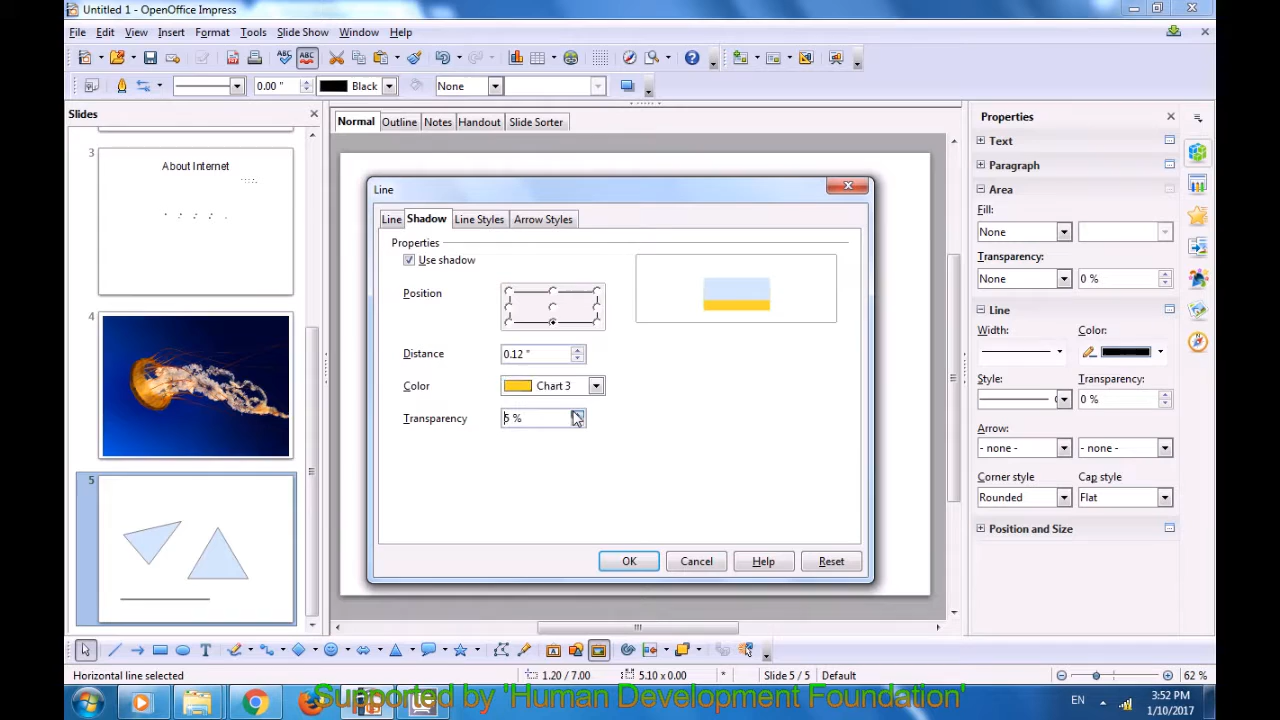 Untitled 1 - OpenOffice Impress
File Edit View Insert Format Tools Slide Show Window Help
0.00 " Black None
Slides
Normal Outline Notes Handout Slide Sorter
Properties
3
About Internet
4
5
Line
Line Shadow Line Styles Arrow Styles
Properties
Use shadow
Position
Distance 0.12 "
Color Chart 3
Transparency 5 %
OK Cancel Help Reset
Text
Paragraph
Area
Fill:
None
Transparency:
None 0 %
Line
Width: Color:
Style: Transparency:
0 %
Arrow:
- none - - none -
Corner style Cap style
Rounded Flat
Position and Size
Horizontal line selected 1.20 / 7.00 5.10 x 0.00 * Slide 5 / 5 Default 62 %
EN 3:52 PM
1/10/2017
Supported by 'Human Development Foundation'